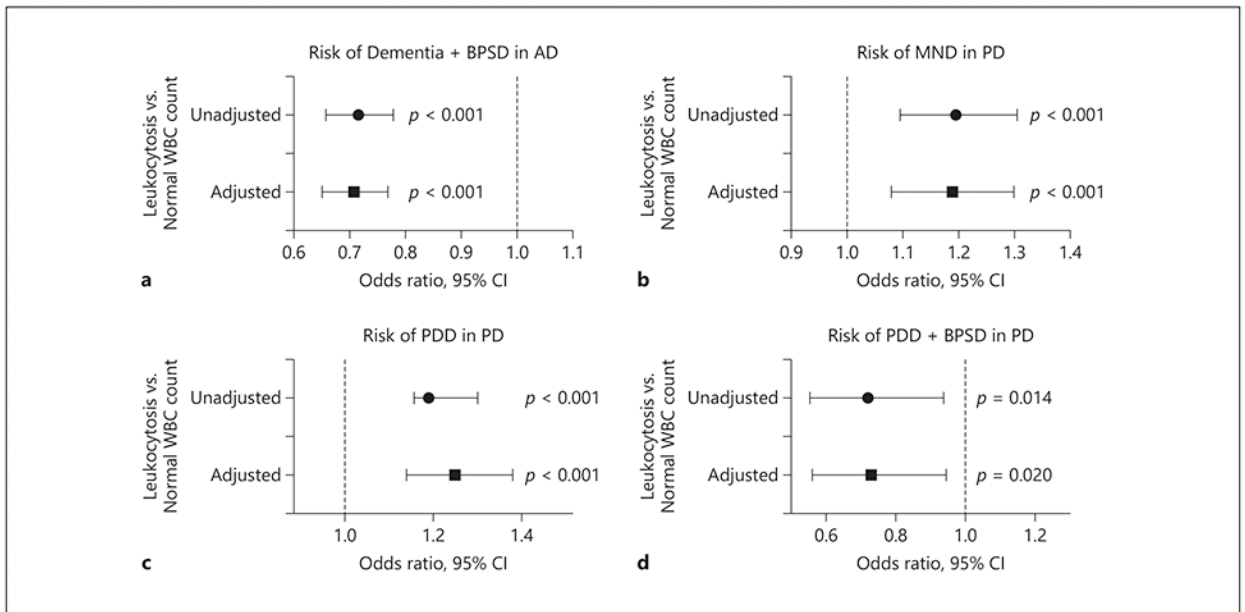 Risk of Dementia + BPSD in AD
Leukocytosis vs.
Normal WBC count
Unadjusted
p < 0.001
Adjusted
p < 0.001
0.6 0.7 0.8 0.9 1.0 1.1
a
Odds ratio, 95% CI
Risk of MND in PD
Leukocytosis vs.
Normal WBC count
Unadjusted
p < 0.001
Adjusted
p < 0.001
0.9 1.0 1.1 1.2 1.3 1.4
b
Odds ratio, 95% CI
Risk of PDD in PD
Leukocytosis vs.
Normal WBC count
Unadjusted
p < 0.001
Adjusted
p < 0.001
1.0 1.2 1.4
c
Odds ratio, 95% CI
Risk of PDD + BPSD in PD
Leukocytosis vs.
Normal WBC count
Unadjusted
p = 0.014
Adjusted
p = 0.020
0.6 0.8 1.0 1.2
d
Odds ratio, 95% CI